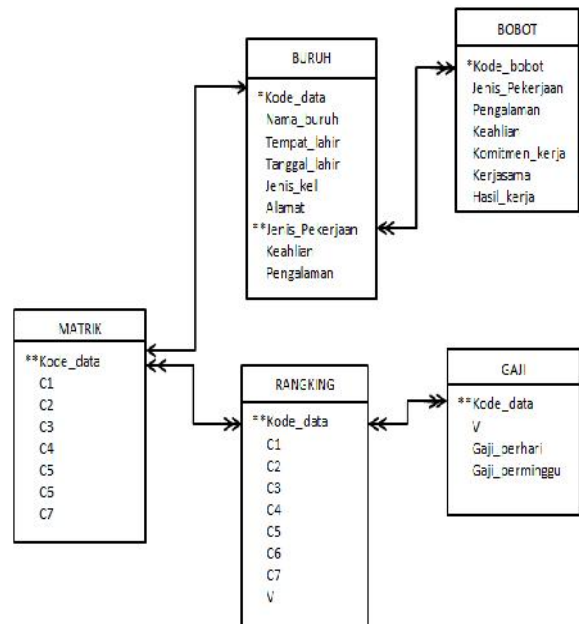 BURUH
*Kode_data
Nama_buruh
Tempat_lahir
Tanggal_lahir
Jenis_kel
Alamat
**Jenis_Pekerjaan
Keahlian
Pengalaman
BOBOT
*Kode_bobot
Jenis_Pekerjaan
Pengalaman
Keahlian
Komitmen_kerja
Kerjasama
Hasil_kerja
MATRIK
**Kode_data
C1
C2
C3
C4
C5
C5
C7
RANGKING
**Kode_data
C1
C2
C3
C4
C5
C6
C7
V
GAJI
**Kode_data
V
Gaji_perhari
Gaji_perminggu